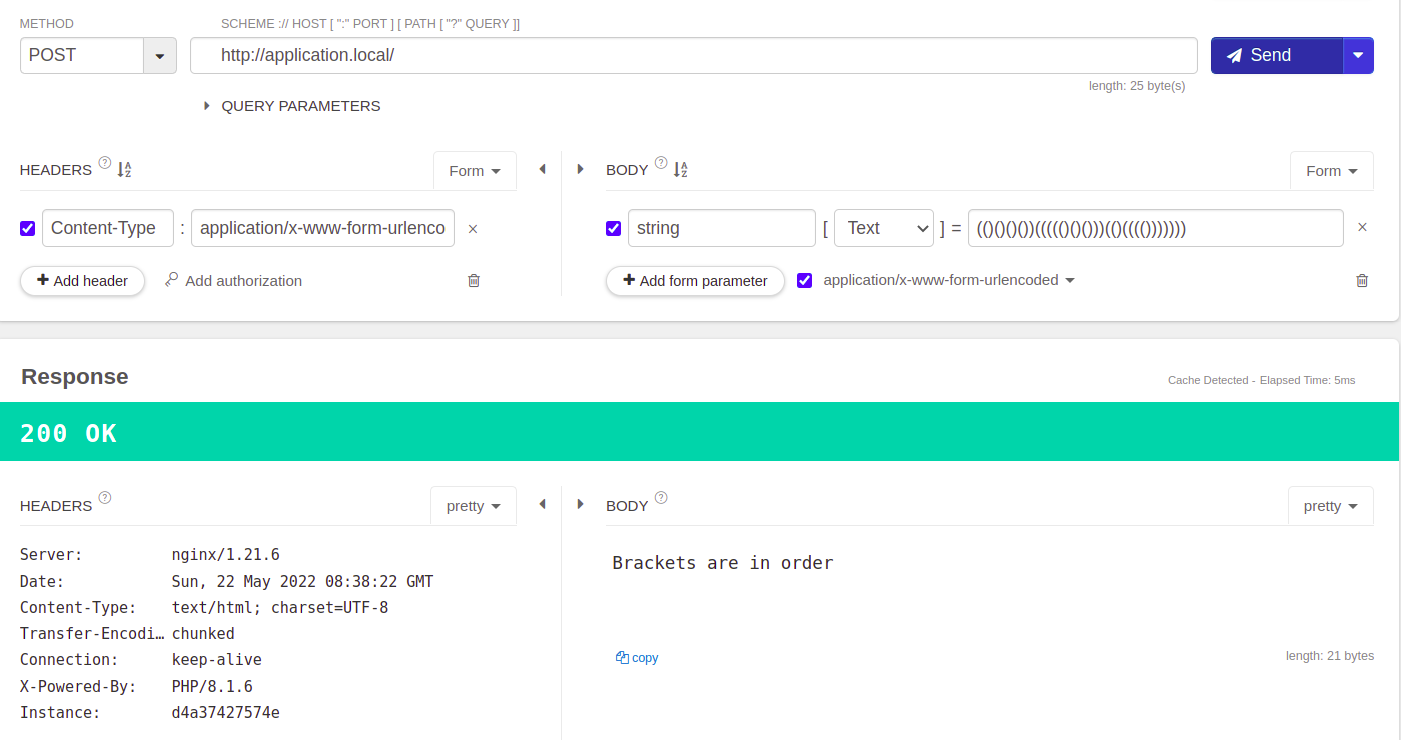 METHOD
SCHEME :// HOST [ ":" PORT ] [ PATH [ "?" QUERY ]]
POST
http://application.local/
Send
length: 25 byte(s)
QUERY PARAMETERS
HEADERS ? A Z
Form
BODY ? A Z
Form
Content-Type : application/x-www-form-urlenco ×
string [ Text ] = (()()()())((((()()()))(()((((()))))))  ×
+ Add header
Add authorization
+ Add form parameter
application/x-www-form-urlencoded
Response
Cache Detected - Elapsed Time: 5ms
200 OK
HEADERS ?
pretty
BODY ?
pretty
Server: nginx/1.21.6
Date: Sun, 22 May 2022 08:38:22 GMT
Content-Type: text/html; charset=UTF-8
Transfer-Encodi… chunked
Connection: keep-alive
X-Powered-By: PHP/8.1.6
Instance: d4a37427574e
Brackets are in order
copy
length: 21 bytes